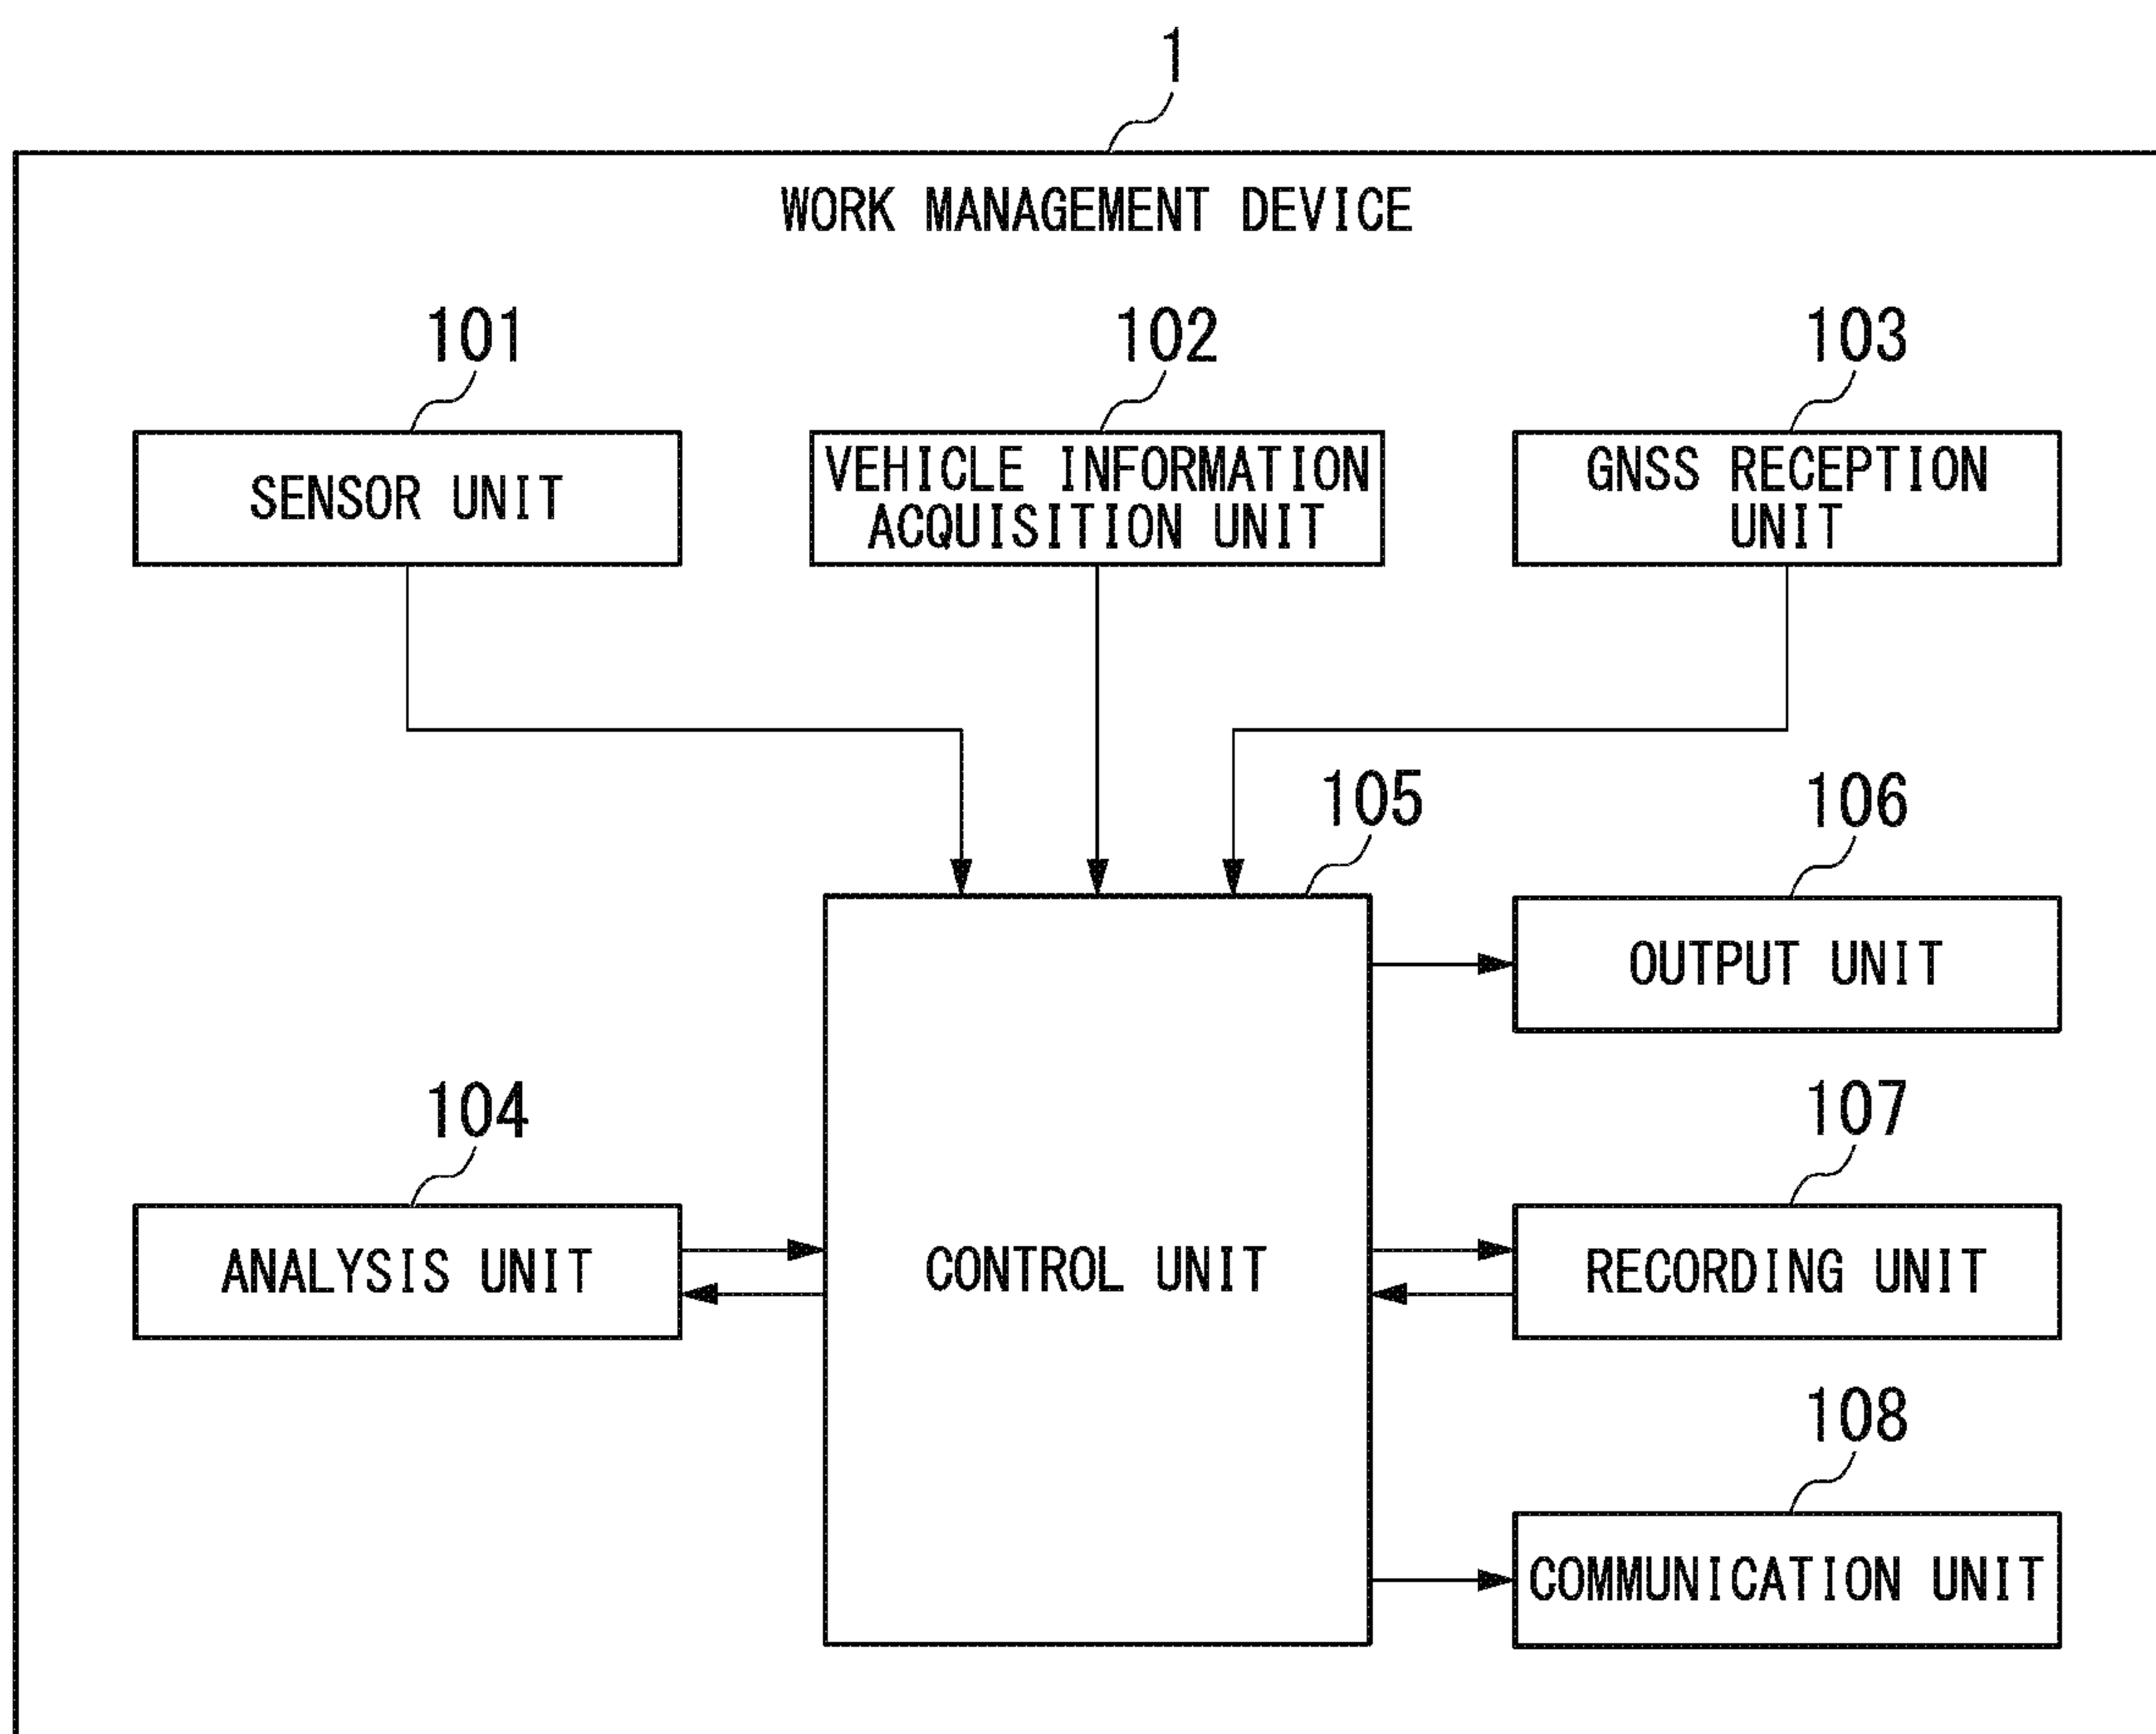 1
WORK MANAGEMENT DEVICE
101
102
103
SENSOR UNIT
VEHICLE INFORMATION
ACQUISITION UNIT
GNSS RECEPTION
UNIT
105
106
OUTPUT UNIT
104
107
ANALYSIS UNIT
CONTROL UNIT
RECORDING UNIT
108
COMMUNICATION UNIT